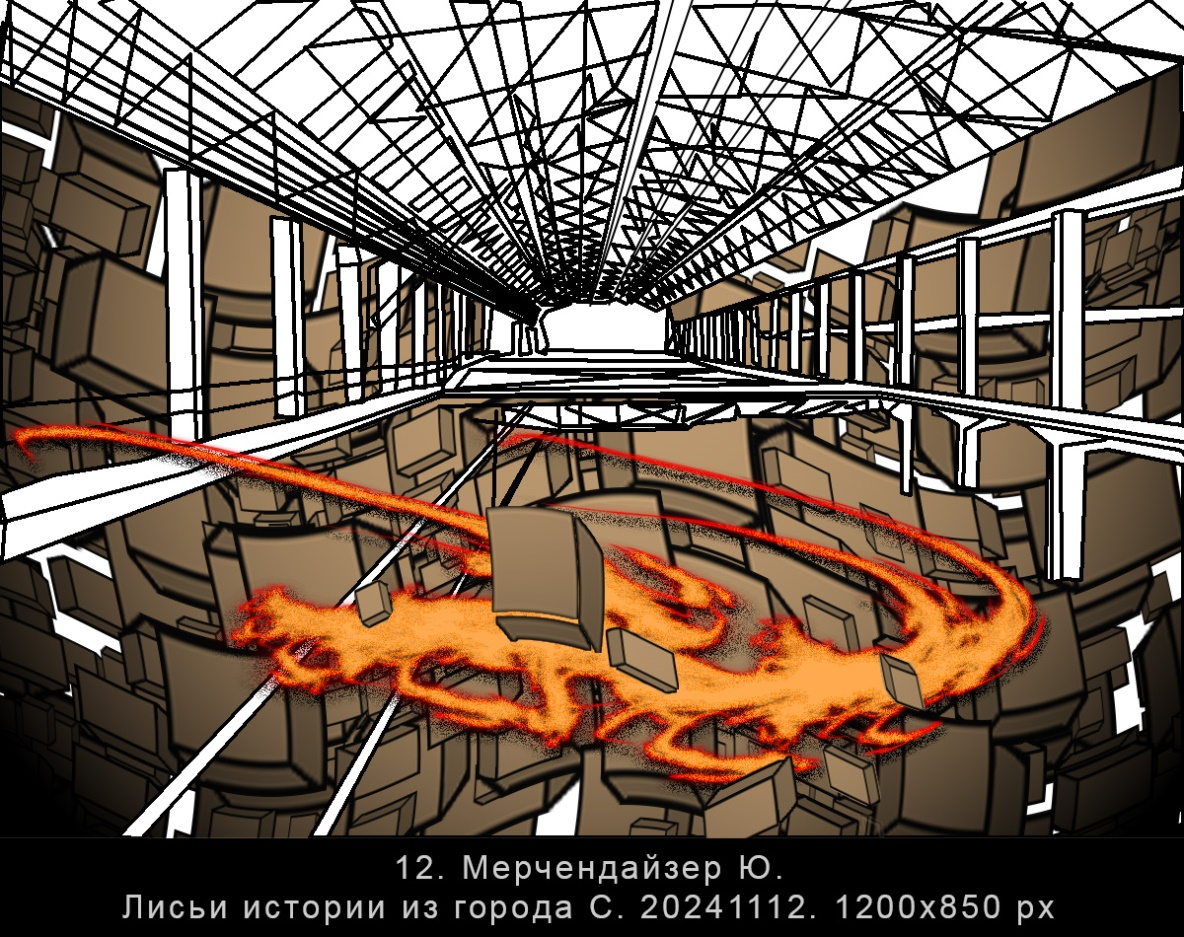 12. Мерчендайзер Ю.
Лисьи истории из города С. 20241112. 1200x850 px